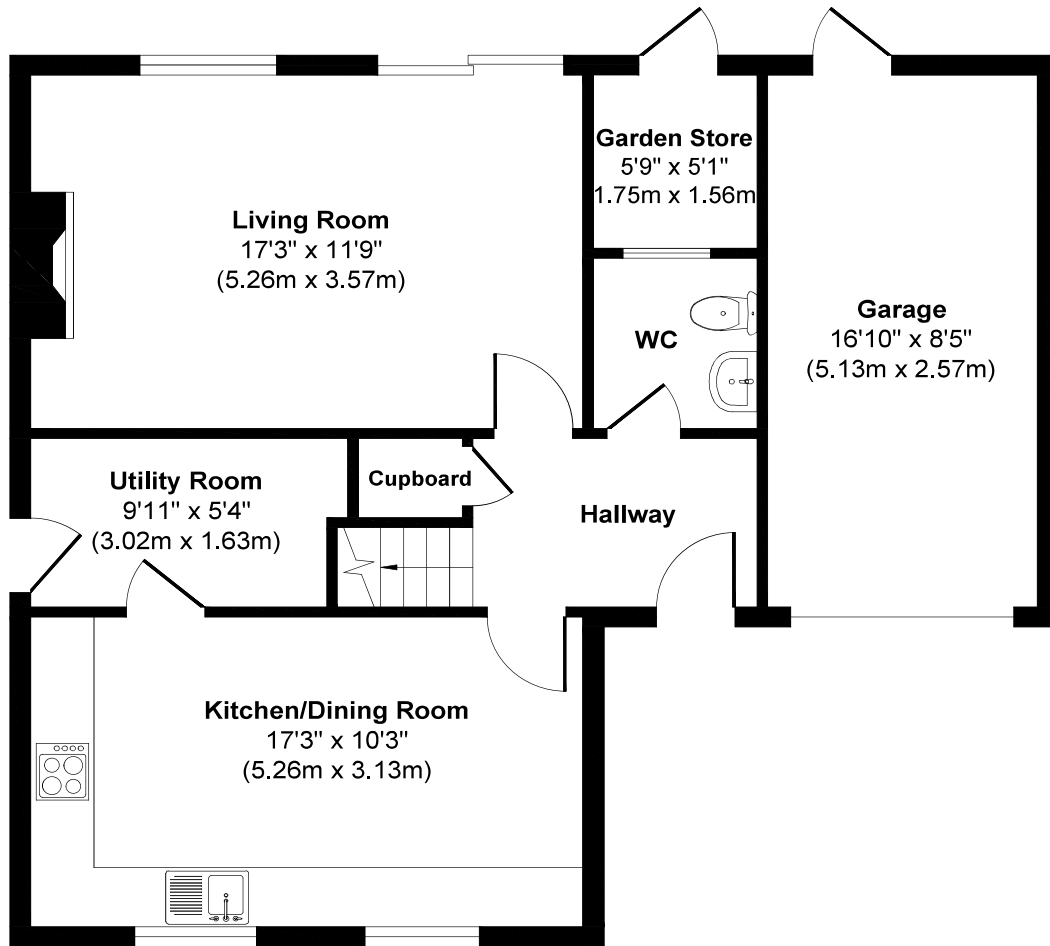 Garden Store
5'9" x 5'1"
1.75m x 1.56m
Living Room
17'3" x 11'9"
(5.26m x 3.57m)
WC
Garage
16'10" x 8'5"
(5.13m x 2.57m)
Utility Room
9'11" x 5'4"
(3.02m x 1.63m)
Cupboard
Hallway
Kitchen/Dining Room
17'3" x 10'3"
(5.26m x 3.13m)